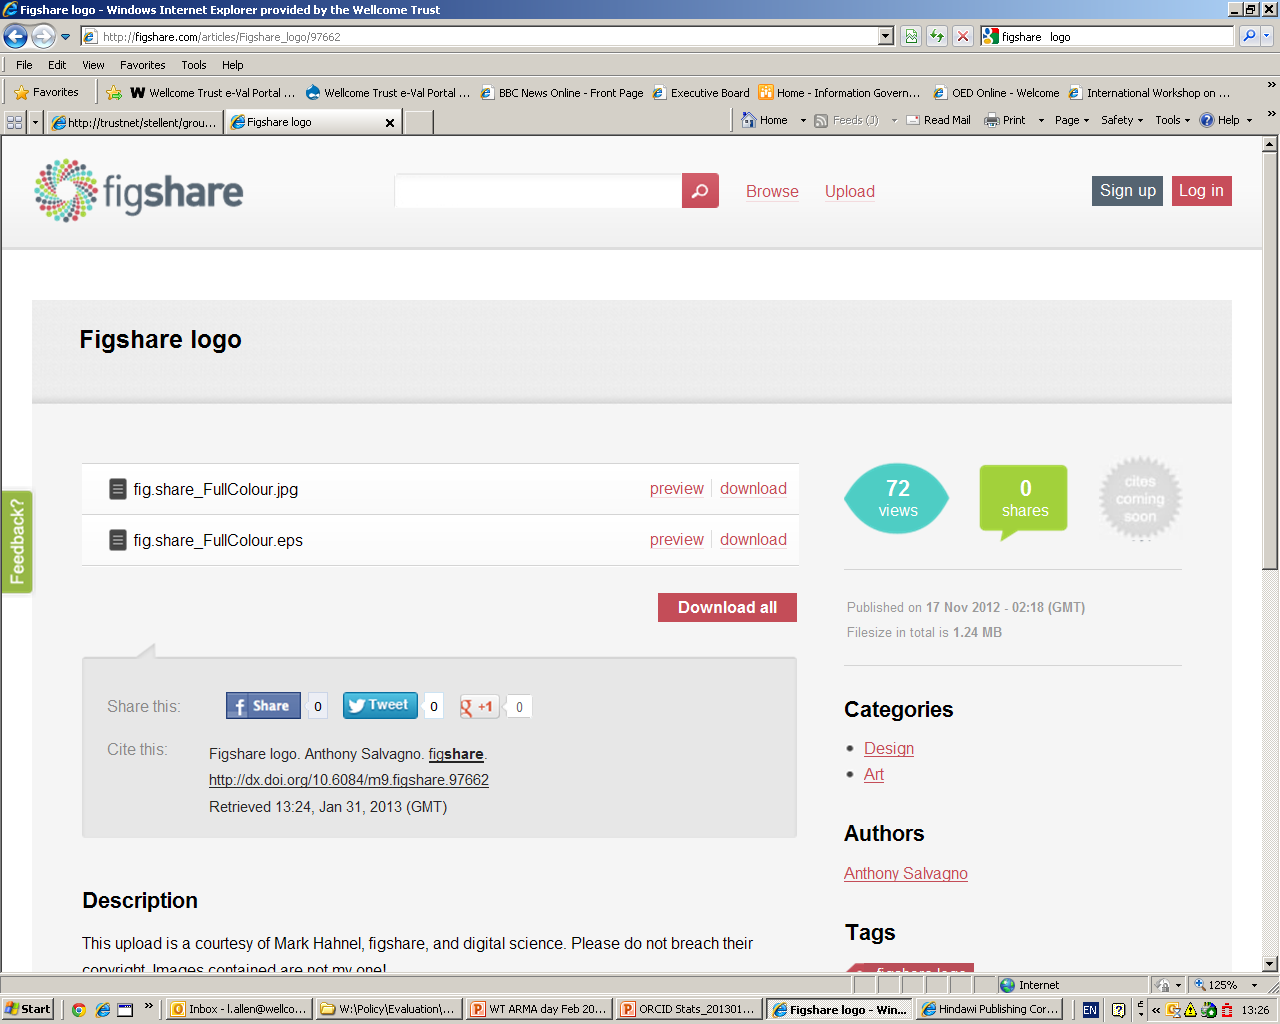 Figshare logo - Windows Internet Explorer provided by the Wellcome Trust
http://figshare.com/articles/Figshare_logo/97662
figshare logo
File Edit View Favorites Tools Help
Favorites Wellcome Trust e-Val Portal ... Wellcome Trust e-Val Portal ... BBC News Online - Front Page Executive Board Home - Information Govern... OED Online - Welcome International Workshop on ...
http://trustnet/stellent/grou... Figshare logo Home Feeds (J) Read Mail Print Page Safety Tools Help
figshare Browse Upload Sign up Log in
Figshare logo
fig.share_FullColour.jpg preview download
fig.share_FullColour.eps preview download
Download all
72 views
0 shares
cites coming soon
Published on 17 Nov 2012 - 02:18 (GMT)
Filesize in total is 1.24 MB
Feedback?
Share this: Share 0 Tweet 0 +1 0
Cite this: Figshare logo. Anthony Salvagno. figshare.
http://dx.doi.org/10.6084/m9.figshare.97662
Retrieved 13:24, Jan 31, 2013 (GMT)
Categories
Design
Art
Authors
Anthony Salvagno
Tags
figshare logo
Description
This upload is a courtesy of Mark Hahnel, figshare, and digital science. Please do not breach their
copyright. Images contained are not my one!
Internet 125%
Start Inbox - l.allen@wellco... W:\Policy\Evaluation\... WT ARMA day Feb 20... ORCID Stats_201301... Figshare logo - Win... Hindawi Publishing Cor... EN 13:26